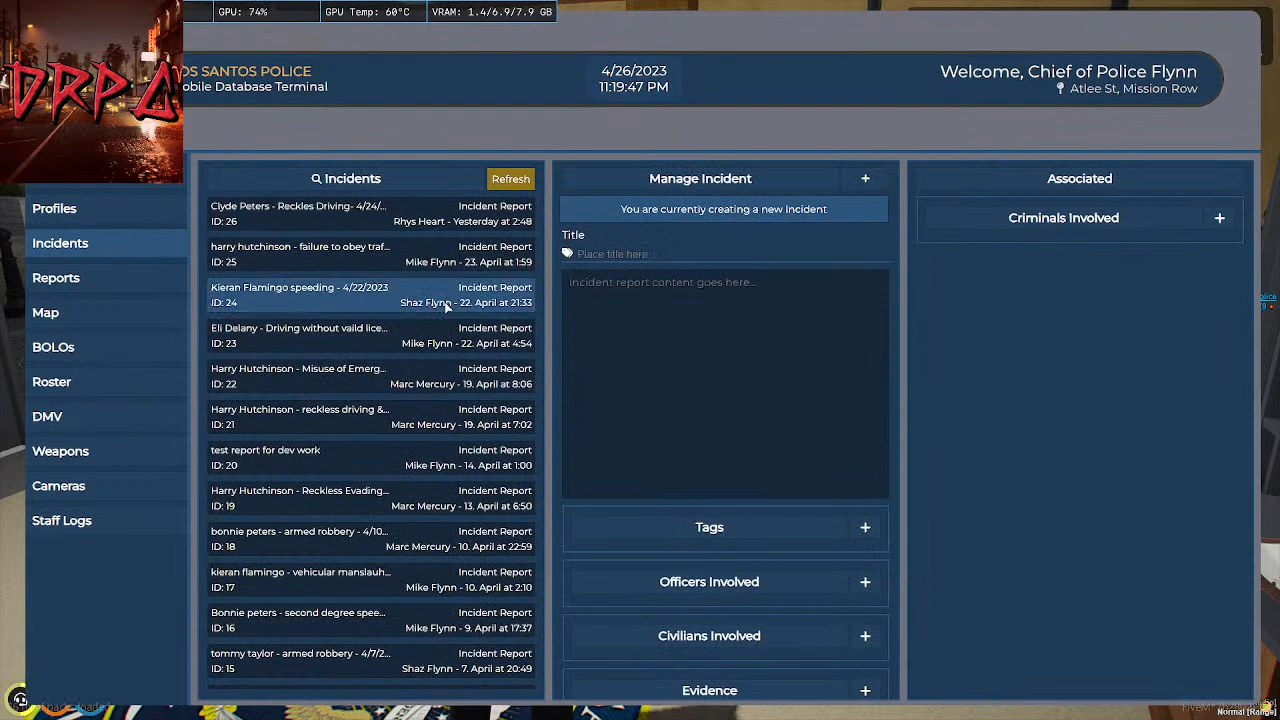 GPU: 74%
GPU Temp: 60°C
VRAM: 1.4/6.9/7.9 GB
DRPA
OS SANTOS POLICE
obile Database Terminal
4/26/2023
11:19:47 PM
Welcome, Chief of Police Flynn
Atlee St, Mission Row
Profiles
Incidents
Reports
Map
BOLOs
Roster
DMV
Weapons
Cameras
Staff Logs
Incidents
Refresh
Clyde Peters - Reckles Driving- 4/24/... Incident Report
ID: 26 Rhys Heart - Yesterday at 2:48
harry hutchinson - failure to obey traf... Incident Report
ID: 25 Mike Flynn - 23. April at 1:59
Kieran Flamingo speeding - 4/22/2023 Incident Report
ID: 24 Shaz Flynn - 22. April at 21:33
Eli Delany - Driving without vaild lice... Incident Report
ID: 23 Mike Flynn - 22. April at 4:54
Harry Hutchinson - Misuse of Emerg... Incident Report
ID: 22 Marc Mercury - 19. April at 8:06
Harry Hutchinson - reckless driving &... Incident Report
ID: 21 Marc Mercury - 19. April at 7:02
test report for dev work Incident Report
ID: 20 Mike Flynn - 14. April at 1:00
Harry Hutchinson - Reckless Evading... Incident Report
ID: 19 Marc Mercury - 13. April at 6:50
bonnie peters - armed robbery - 4/10... Incident Report
ID: 18 Marc Mercury - 10. April at 22:59
kieran flamingo - vehicular manslauh... Incident Report
ID: 17 Mike Flynn - 10. April at 2:10
Bonnie peters - second degree spee... Incident Report
ID: 16 Mike Flynn - 9. April at 17:37
tommy taylor - armed robbery - 4/7/2... Incident Report
ID: 15 Shaz Flynn - 7. April at 20:49
Manage Incident +
You are currently creating a new incident
Title
Place title here...
Incident report content goes here...
Tags +
Officers Involved +
Civilians Involved +
Evidence +
Associated
Criminals Involved +
Normal [Range]